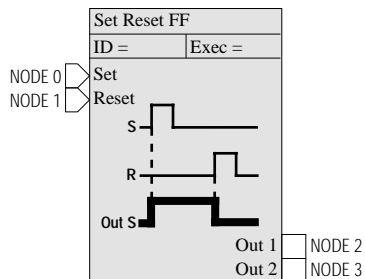 Set Reset FF
ID = Exec =
NODE 0 Set
NODE 1 Reset
S
R
Out S
Out 1 NODE 2
Out 2 NODE 3